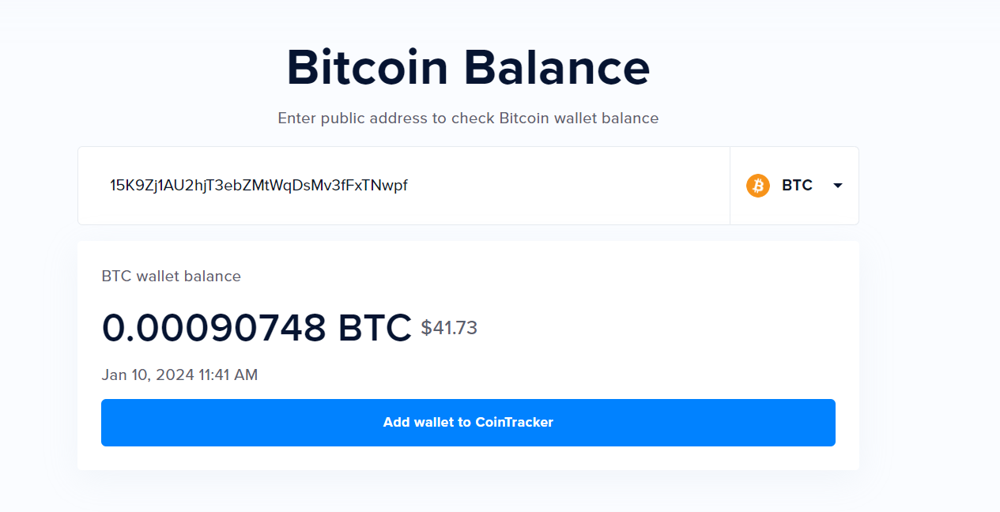 Bitcoin Balance
Enter public address to check Bitcoin wallet balance
15K9Zj1AU2hjT3ebZMtWqDsMv3fFxTNwpf
BTC
BTC wallet balance
0.00090748 BTC $41.73
Jan 10, 2024 11:41 AM
Add wallet to CoinTracker